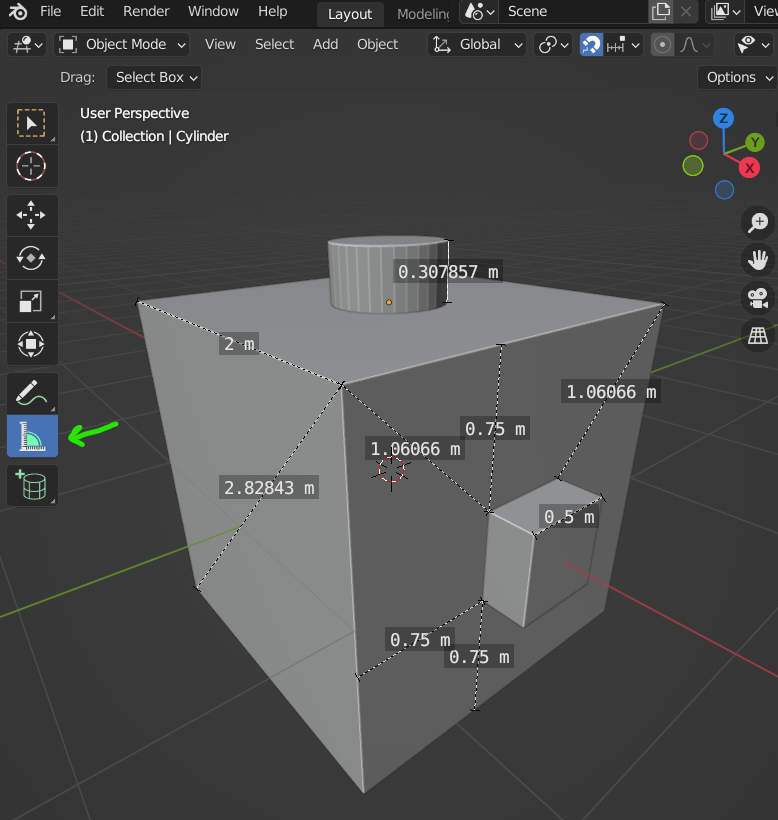 File Edit Render Window Help Layout Modeling Scene View
Object Mode View Select Add Object Global
Drag: Select Box Options
User Perspective
(1) Collection | Cylinder
Z
Y
X
0.307857 m
2 m
1.06066 m
0.75 m
1.06066 m
2.82843 m
0.5 m
0.75 m
0.75 m